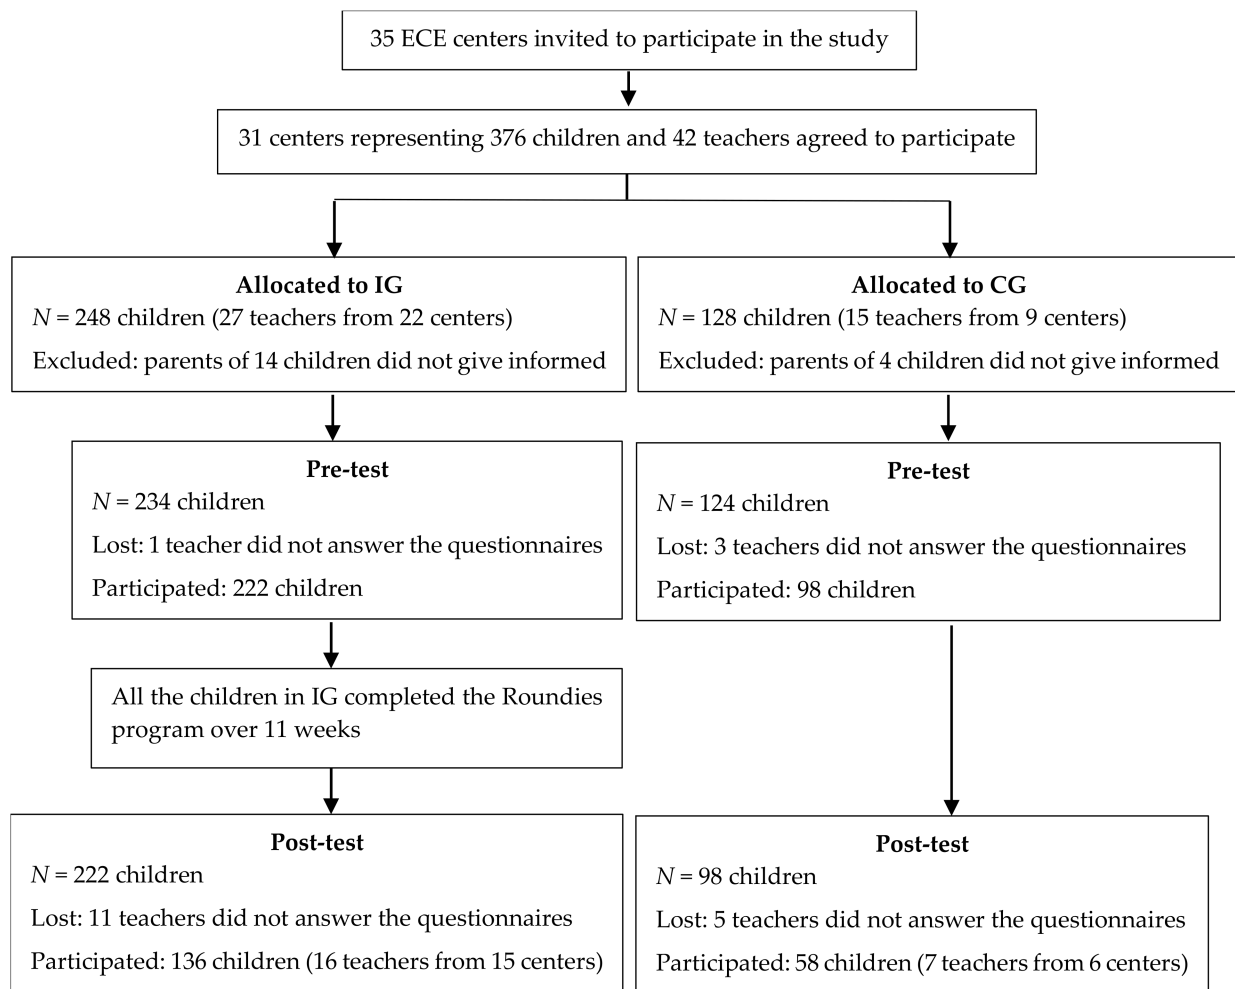 35 ECE centers invited to participate in the study
31 centers representing 376 children and 42 teachers agreed to participate
Allocated to IG
N = 248 children (27 teachers from 22 centers)
Excluded: parents of 14 children did not give informed
Allocated to CG
N = 128 children (15 teachers from 9 centers)
Excluded: parents of 4 children did not give informed
Pre-test
N = 234 children
Lost: 1 teacher did not answer the questionnaires
Participated: 222 children
Pre-test
N = 124 children
Lost: 3 teachers did not answer the questionnaires
Participated: 98 children
All the children in IG completed the Roundies
program over 11 weeks
Post-test
N = 222 children
Lost: 11 teachers did not answer the questionnaires
Participated: 136 children (16 teachers from 15 centers)
Post-test
N = 98 children
Lost: 5 teachers did not answer the questionnaires
Participated: 58 children (7 teachers from 6 centers)